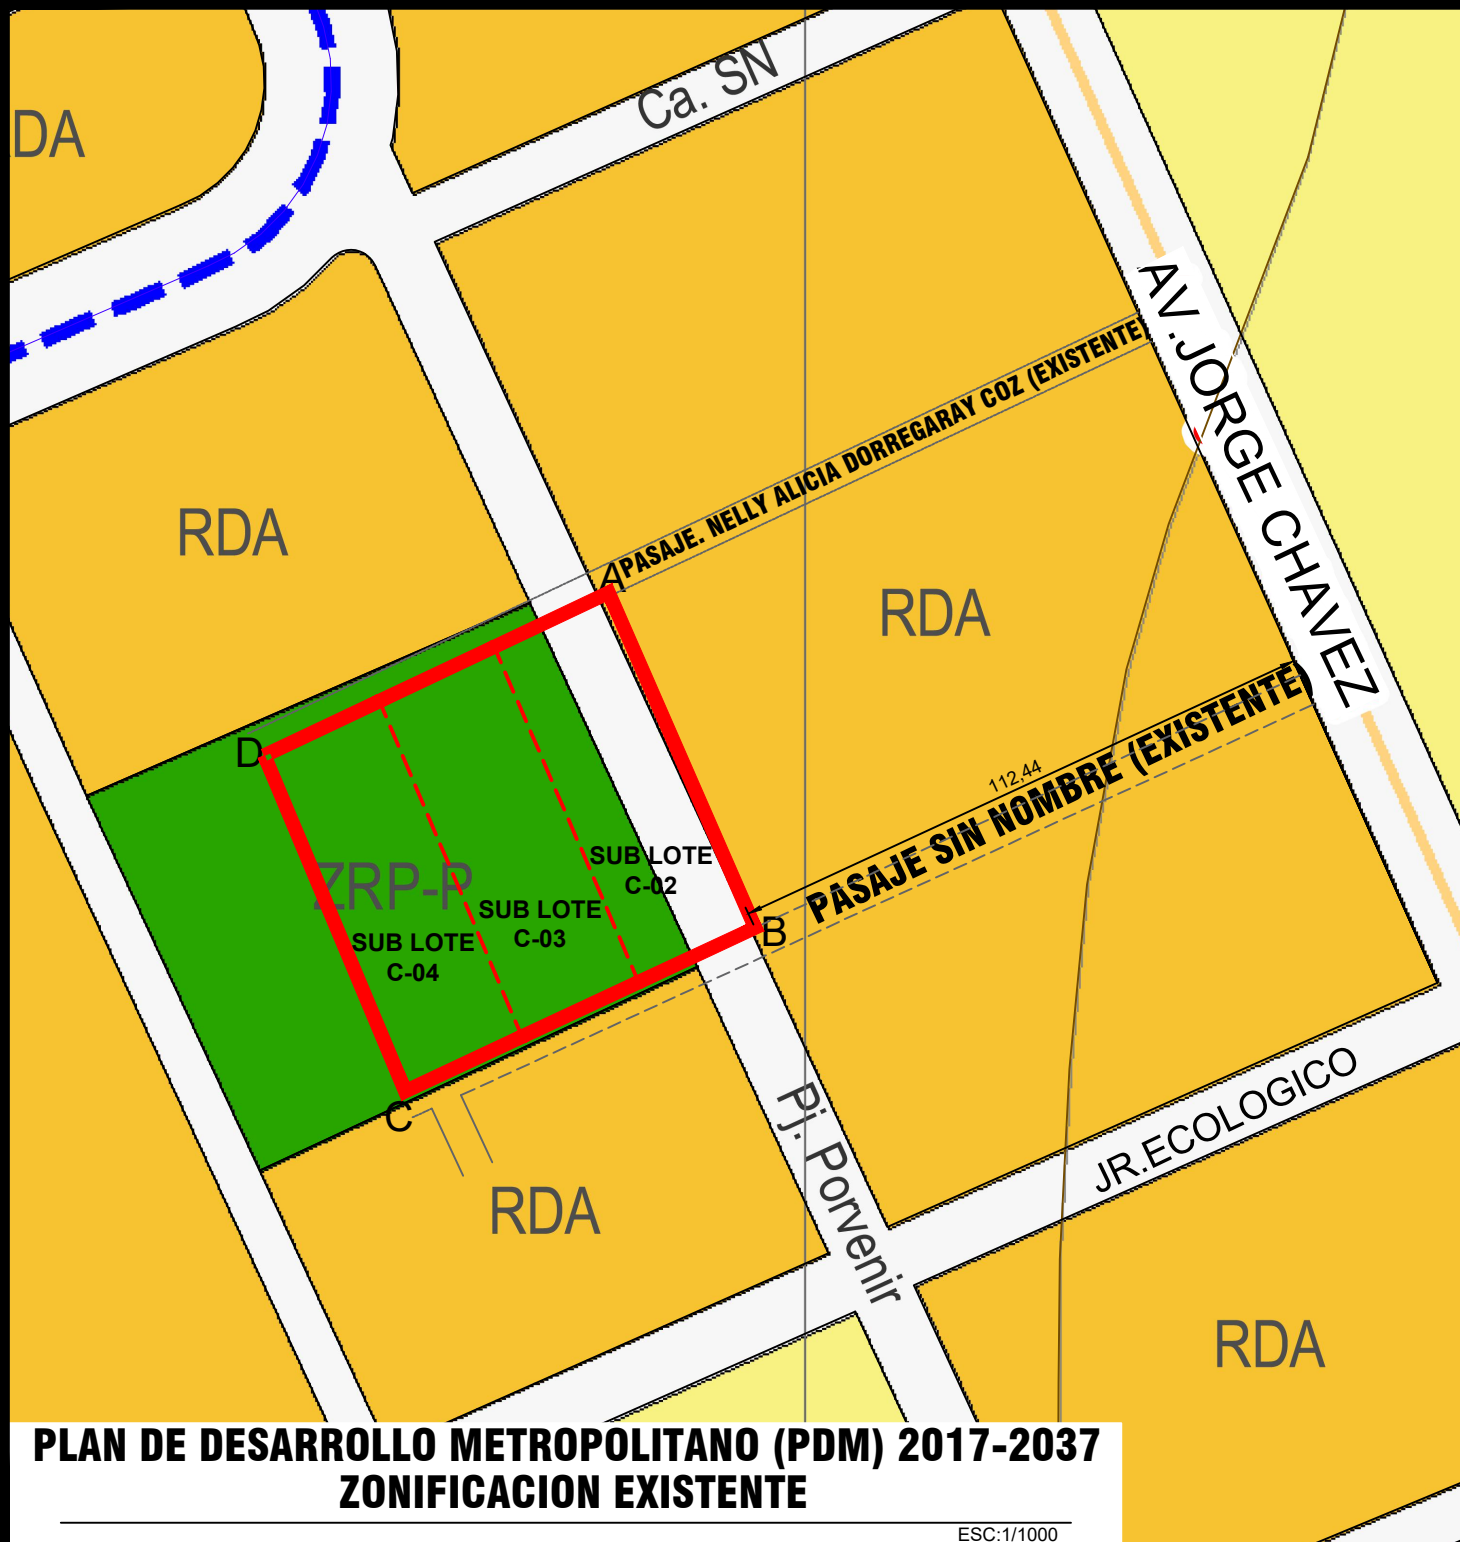 Ca. SN
RDA
AV.JORGE CHAVEZ
PASAJE. NELLY ALICIA DORREGARAY COZ (EXISTENTE)
RDA
A
RDA
D
112,44
PASAJE SIN NOMBRE (EXISTENTE)
ZRP-P
SUB LOTE
C-02
SUB LOTE
C-03
SUB LOTE
C-04
B
C
JR.ECOLOGICO
Pj. Porvenir
RDA
RDA
PLAN DE DESARROLLO METROPOLITANO (PDM) 2017-2037
ZONIFICACION EXISTENTE
ESC:1/1000